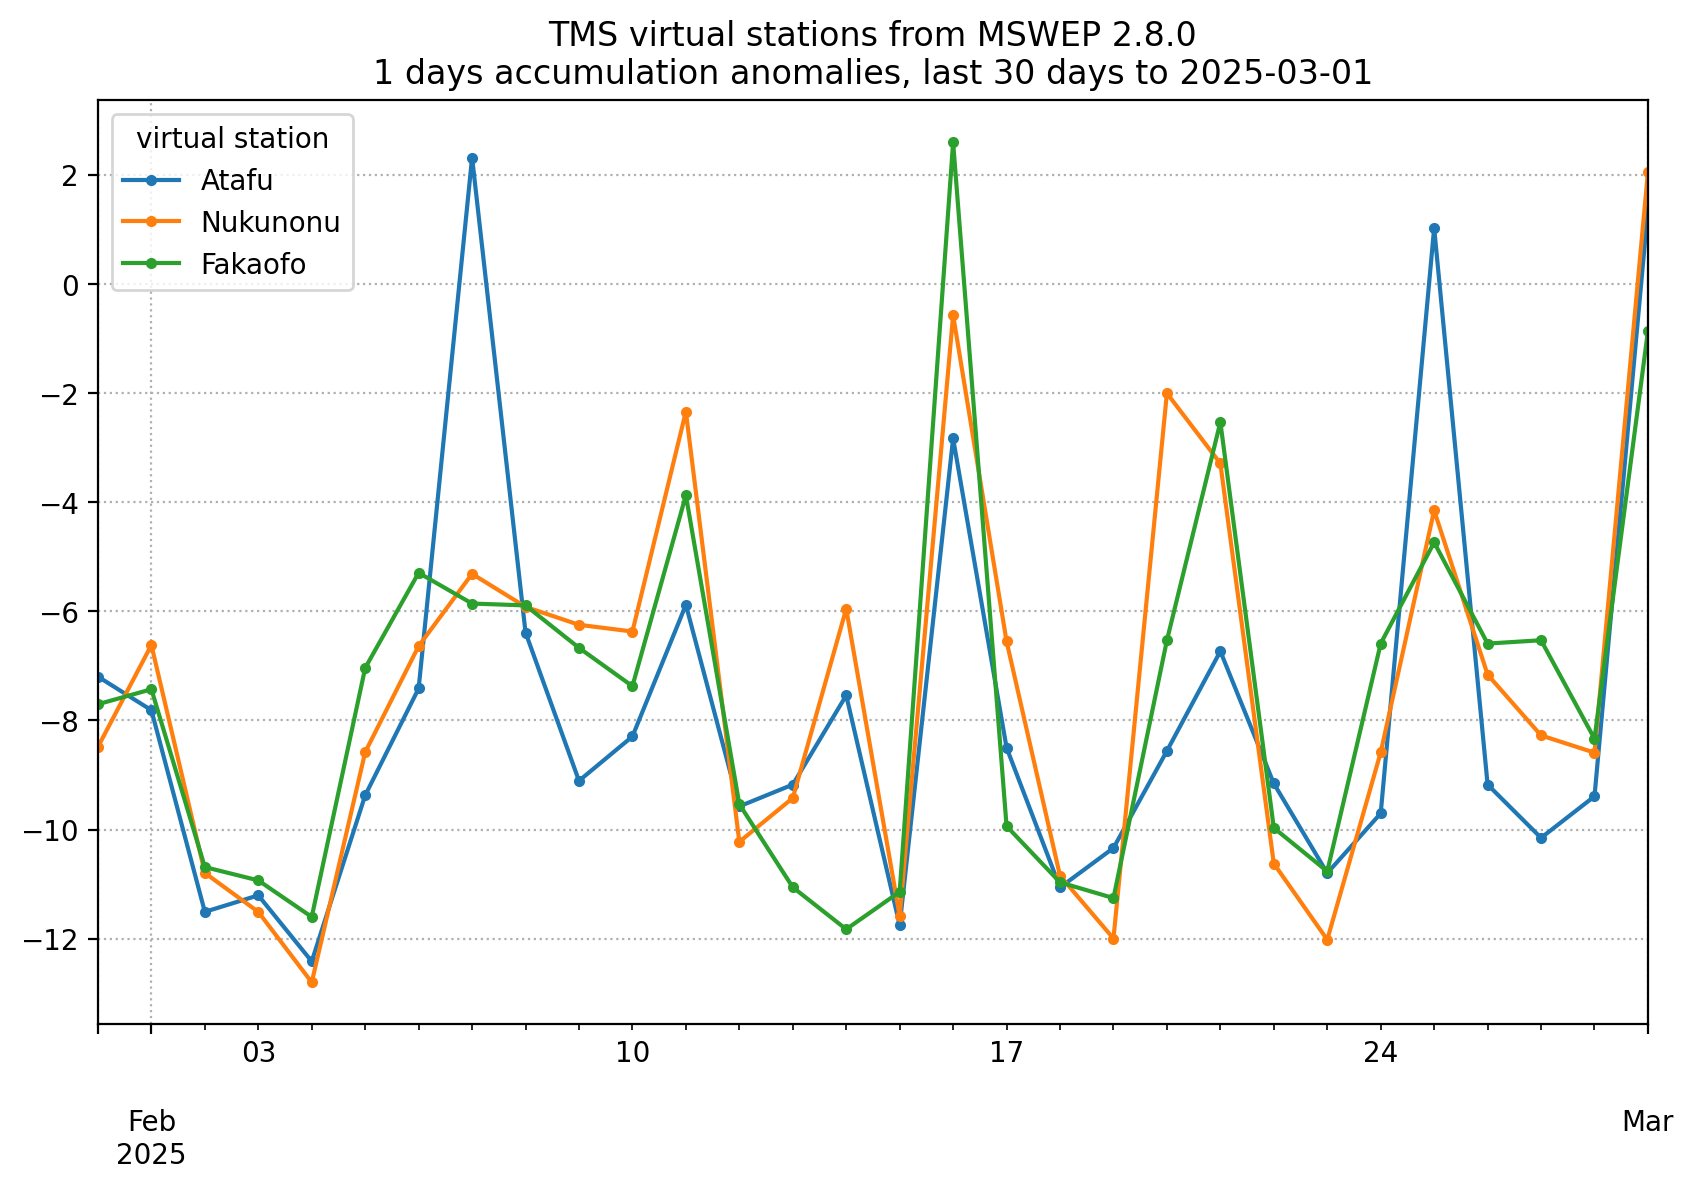 TMS virtual stations from MSWEP 2.8.0
1 days accumulation anomalies, last 30 days to 2025-03-01
virtual station
Atafu
Nukunonu
Fakaofo
2
0
−2
−4
−6
−8
−10
−12
03 10 17 24
Feb Mar
2025